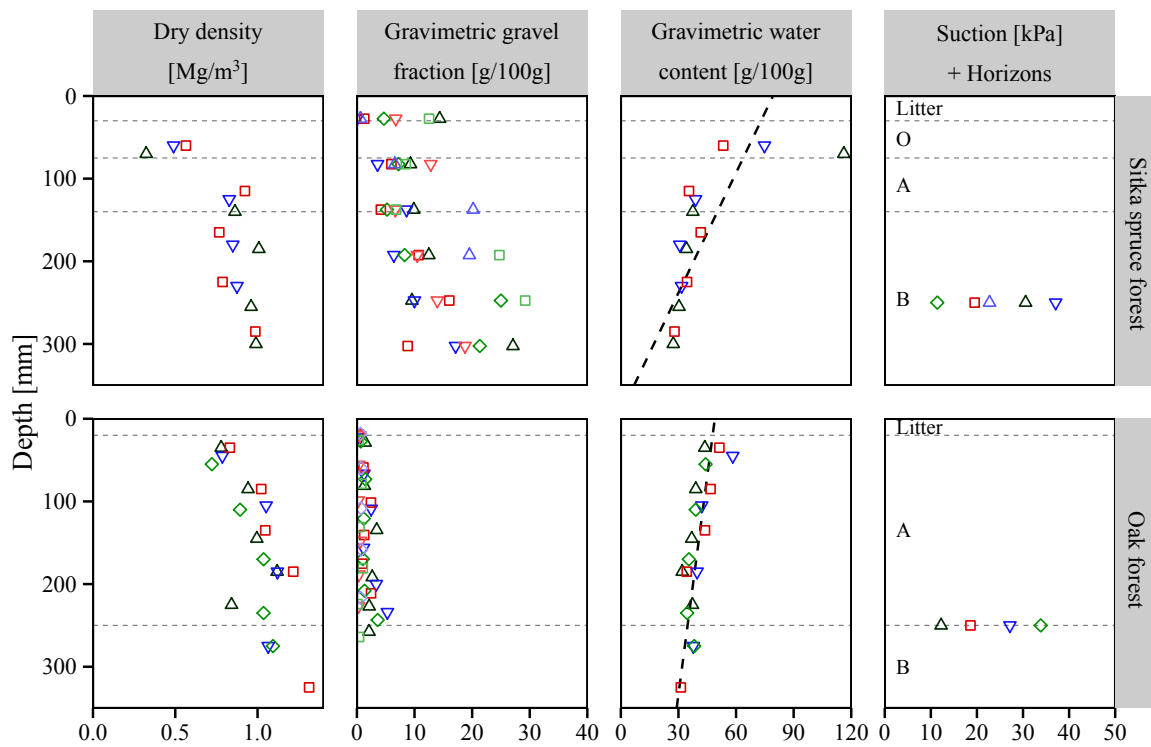 Dry density
[Mg/m³]
Gravimetric gravel
fraction [g/100g]
Gravimetric water
content [g/100g]
Suction [kPa]
+ Horizons
Depth [mm]
0
100
200
300
Litter
O
A
B
Sitka spruce forest
0
100
200
300
Litter
A
B
Oak forest
0.0 0.5 1.0
0 10 20 30 40
0 30 60 90 120
0 10 20 30 40 50